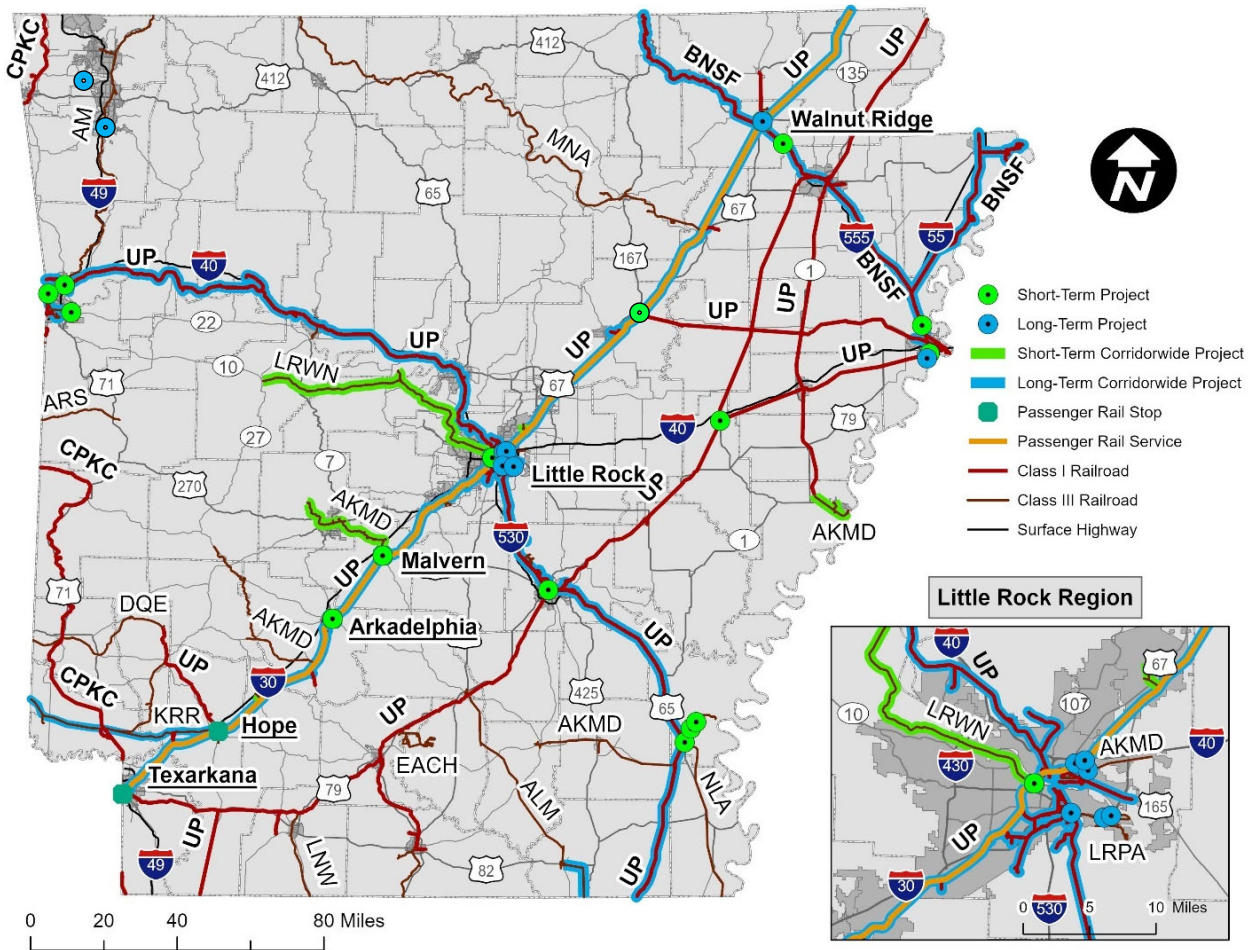 CPKC
412
BNSF
UP
UP
135
412
AM
Walnut Ridge
MNA
N
49
65
67
BNSF
555
55
UP
40
167
1
BNSF
22
UP
UP
UP
UP
UP
10
LRWN
67
71
ARS
40
79
27
CPKC
7
Little Rock
270
UP
AKMD
530
AKMD
1
Malvern
UP
71
DQE
Arkadelphia
AKMD
UP
UP
30
CPKC
425
65
KRR
Hope
UP
AKMD
EACH
Texarkana
79
NLA
ALM
UP
LNW
82
UP
49
0 20 40 80 Miles
Short-Term Project
Long-Term Project
Short-Term Corridorwide Project
Long-Term Corridorwide Project
Passenger Rail Stop
Passenger Rail Service
Class I Railroad
Class III Railroad
Surface Highway
Little Rock Region
40
UP
67
107
10
LRWN
AKMD
40
430
165
UP
LRPA
30
530
0 5 10 Miles